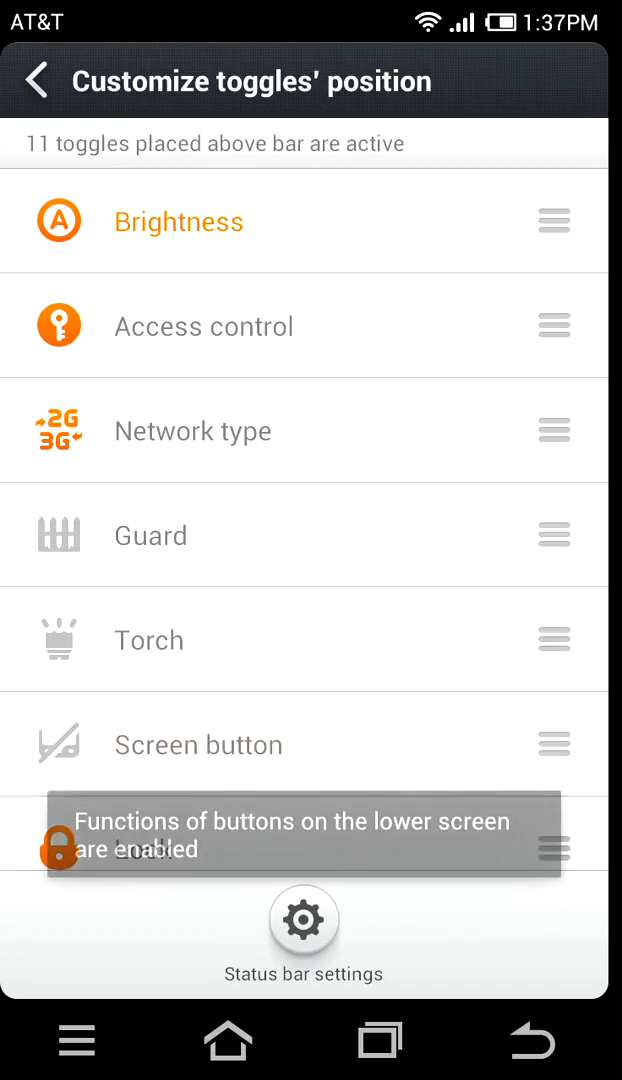 AT&T 1:37PM
Customize toggles' position
11 toggles placed above bar are active
A Brightness
Access control
2G
3G
Network type
Guard
Torch
Screen button
Functions of buttons on the lower screen
are enabled
Lock
Status bar settings